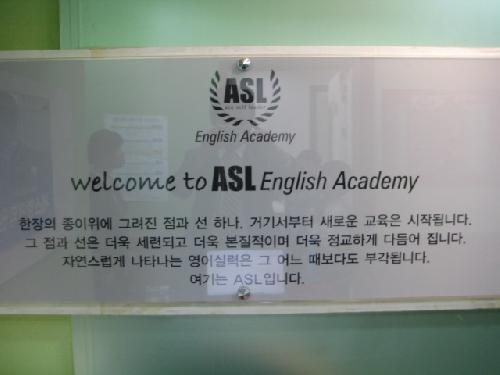 ASL
English Academy
welcome to ASL English Academy
한장의 종이위에 그려진 점과 선 하나. 거기서부터 새로운 교육은 시작됩니다.
그 점과 선은 더욱 세련되고 더욱 본질적이며 더욱 정교하게 다듬어 집니다.
자연스럽게 나타나는 영어실력은 그 어느 때보다도 부각됩니다.
여기는 ASL입니다.